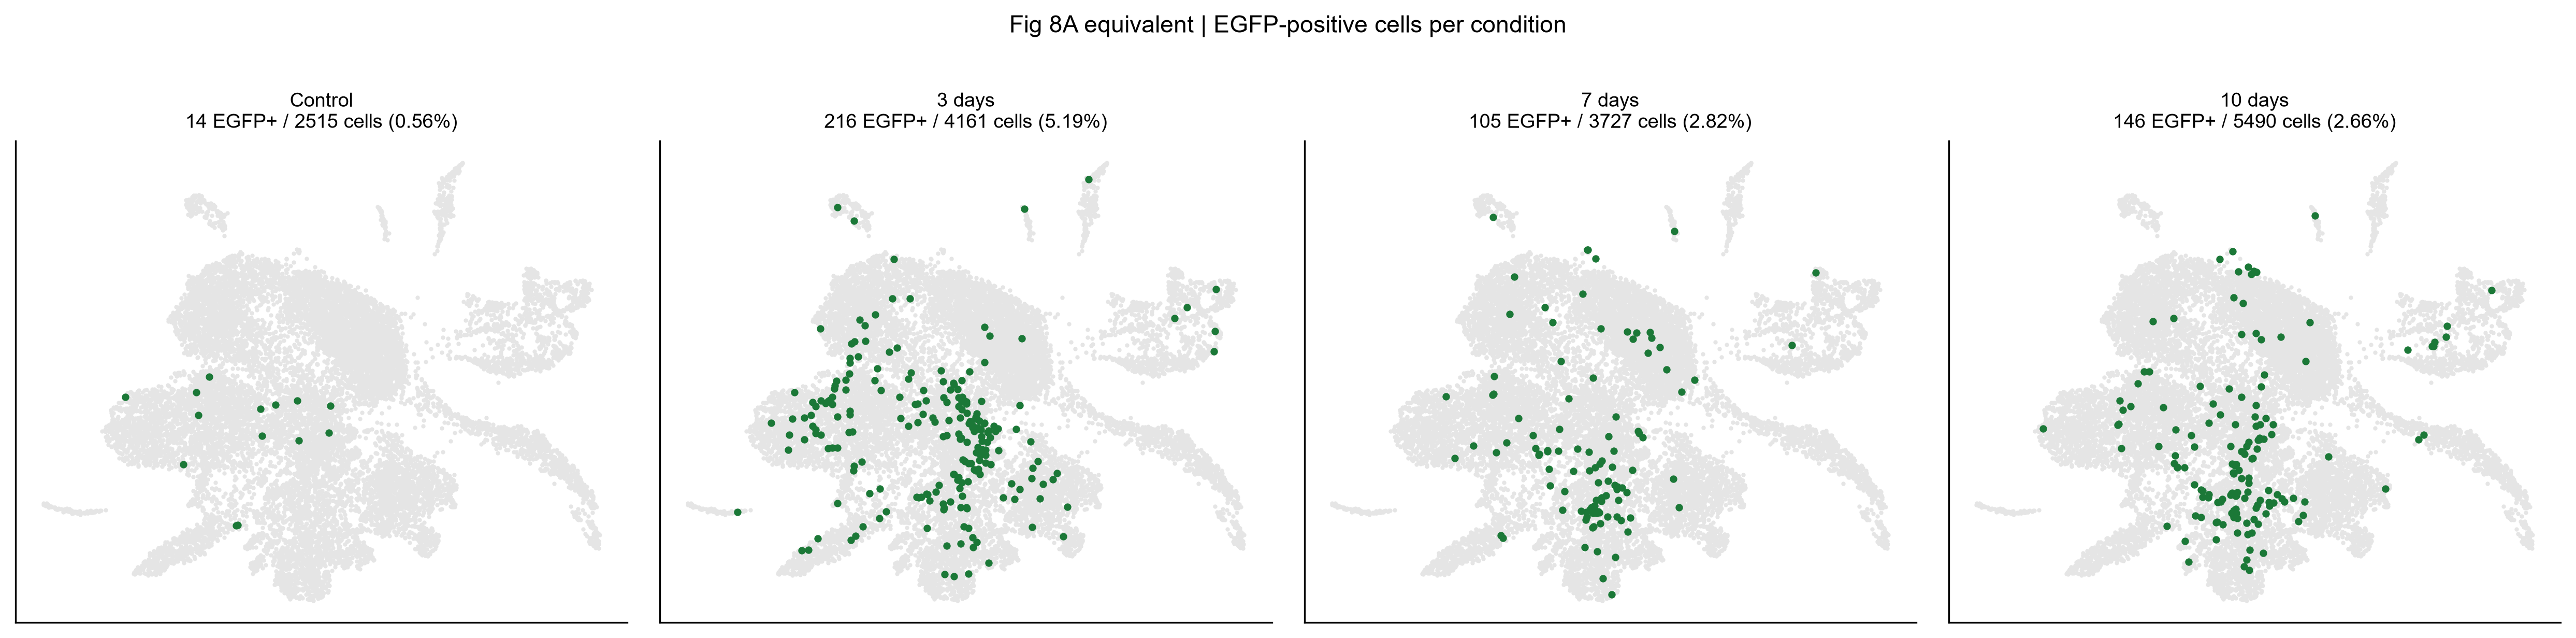 Fig 8A equivalent | EGFP-positive cells per condition
Control
14 EGFP+ / 2515 cells (0.56%)
3 days
216 EGFP+ / 4161 cells (5.19%)
7 days
105 EGFP+ / 3727 cells (2.82%)
10 days
146 EGFP+ / 5490 cells (2.66%)